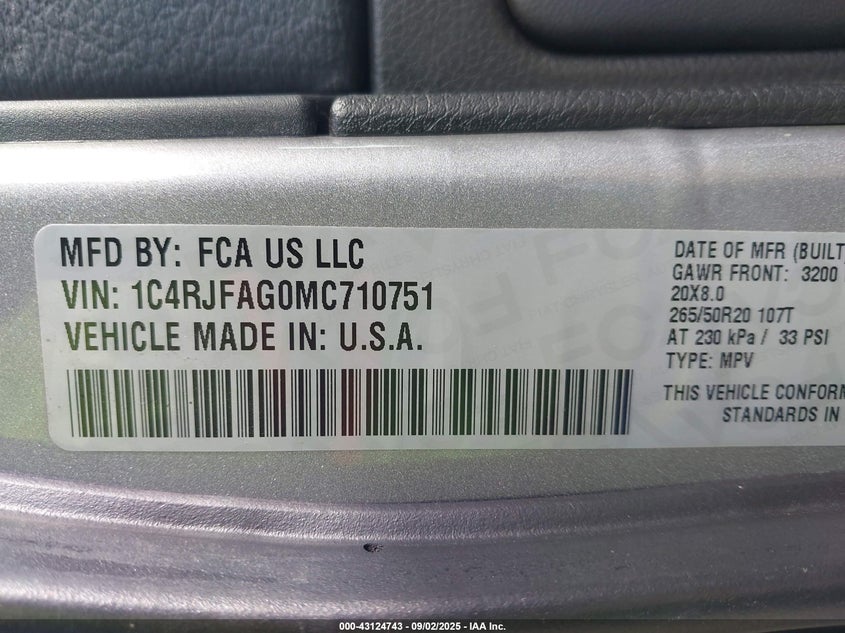 MFD BY: FCA US LLC
VIN: 1C4RJFAG0MC710751
VEHICLE MADE IN: U.S.A.
DATE OF MFR (BUILT
GAWR FRONT: 3200
20X8.0
265/50R20 107T
AT 230 kPa / 33 PSI
TYPE: MPV
THIS VEHICLE CONFORM
STANDARDS IN
000-43124743 - 09/02/2025 - IAA Inc.